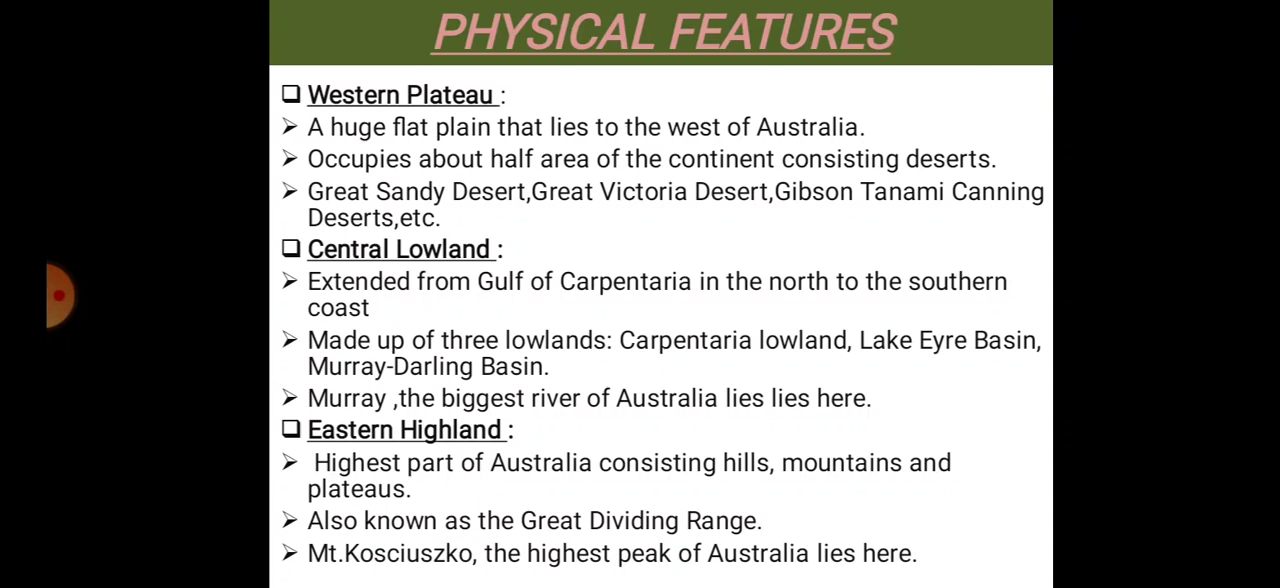 PHYSICAL FEATURES
❑ Western Plateau :
➢ A huge flat plain that lies to the west of Australia.
➢ Occupies about half area of the continent consisting deserts.
➢ Great Sandy Desert,Great Victoria Desert,Gibson Tanami Canning
Deserts,etc.
❑ Central Lowland :
➢ Extended from Gulf of Carpentaria in the north to the southern
coast
➢ Made up of three lowlands: Carpentaria lowland, Lake Eyre Basin,
Murray-Darling Basin.
➢ Murray ,the biggest river of Australia lies lies here.
❑ Eastern Highland :
➢ Highest part of Australia consisting hills, mountains and
plateaus.
➢ Also known as the Great Dividing Range.
➢ Mt.Kosciuszko, the highest peak of Australia lies here.